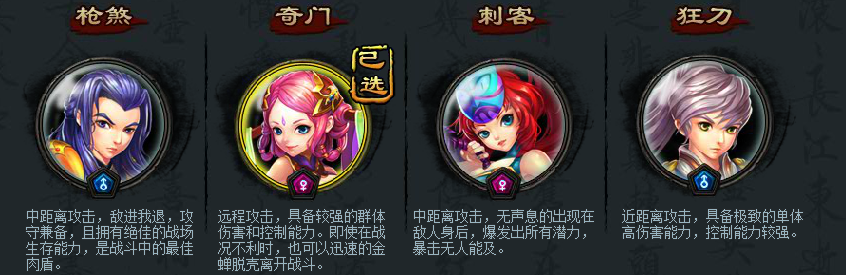 枪煞
奇门
刺客
狂刀
已选
中距离攻击，敌进我退，攻
守兼备，且拥有绝佳的战场
生存能力，是战斗中的最佳
肉盾。
远程攻击，具备较强的群体
伤害和控制能力。即使在战
况不利时，也可以迅速的金
蝉脱壳离开战斗。
中距离攻击，无声息的出现在
敌人身后，爆发出所有潜力，
暴击无人能及。
近距离攻击，具备极致的单体
高伤害能力，控制能力较强。